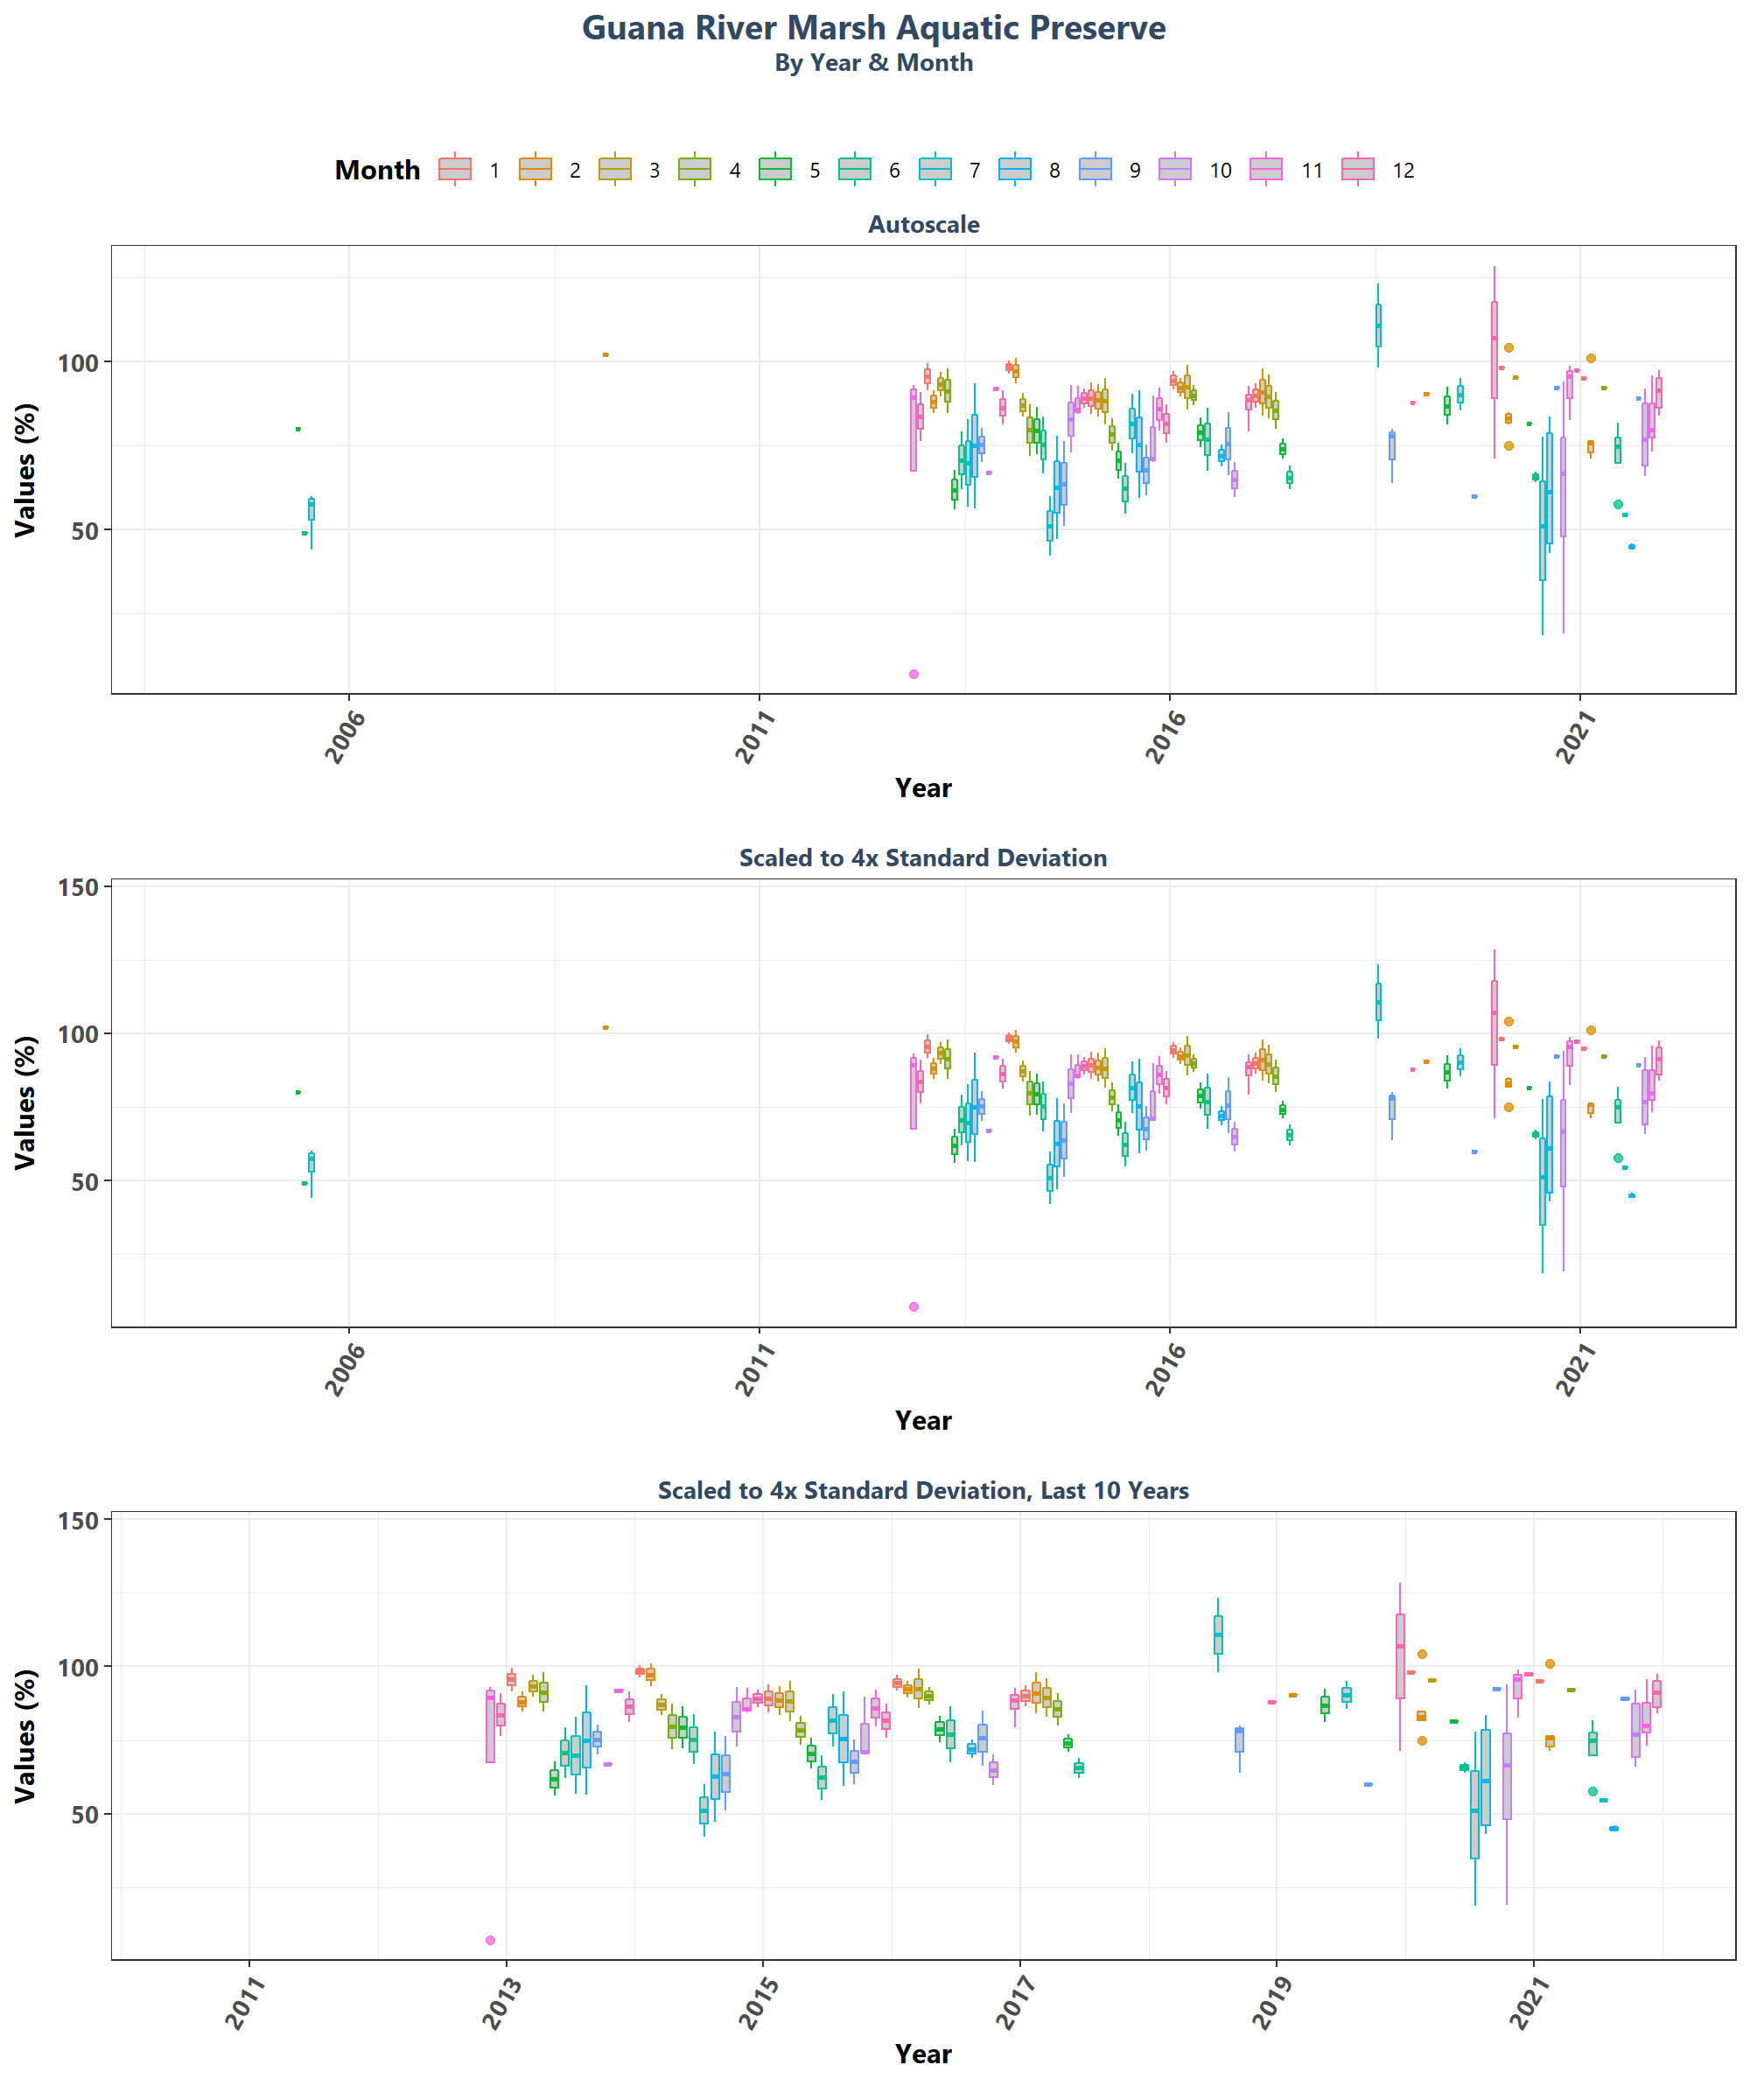 Guana River Marsh Aquatic Preserve
By Year & Month
Month 1 2 3 4 5 6 7 8 9 10 11 12
Autoscale
100
50
Values (%)
2006 2011 2016 2021
Year
Scaled to 4x Standard Deviation
150
100
50
Values (%)
2006 2011 2016 2021
Year
Scaled to 4x Standard Deviation, Last 10 Years
150
100
50
Values (%)
2011 2013 2015 2017 2019 2021
Year